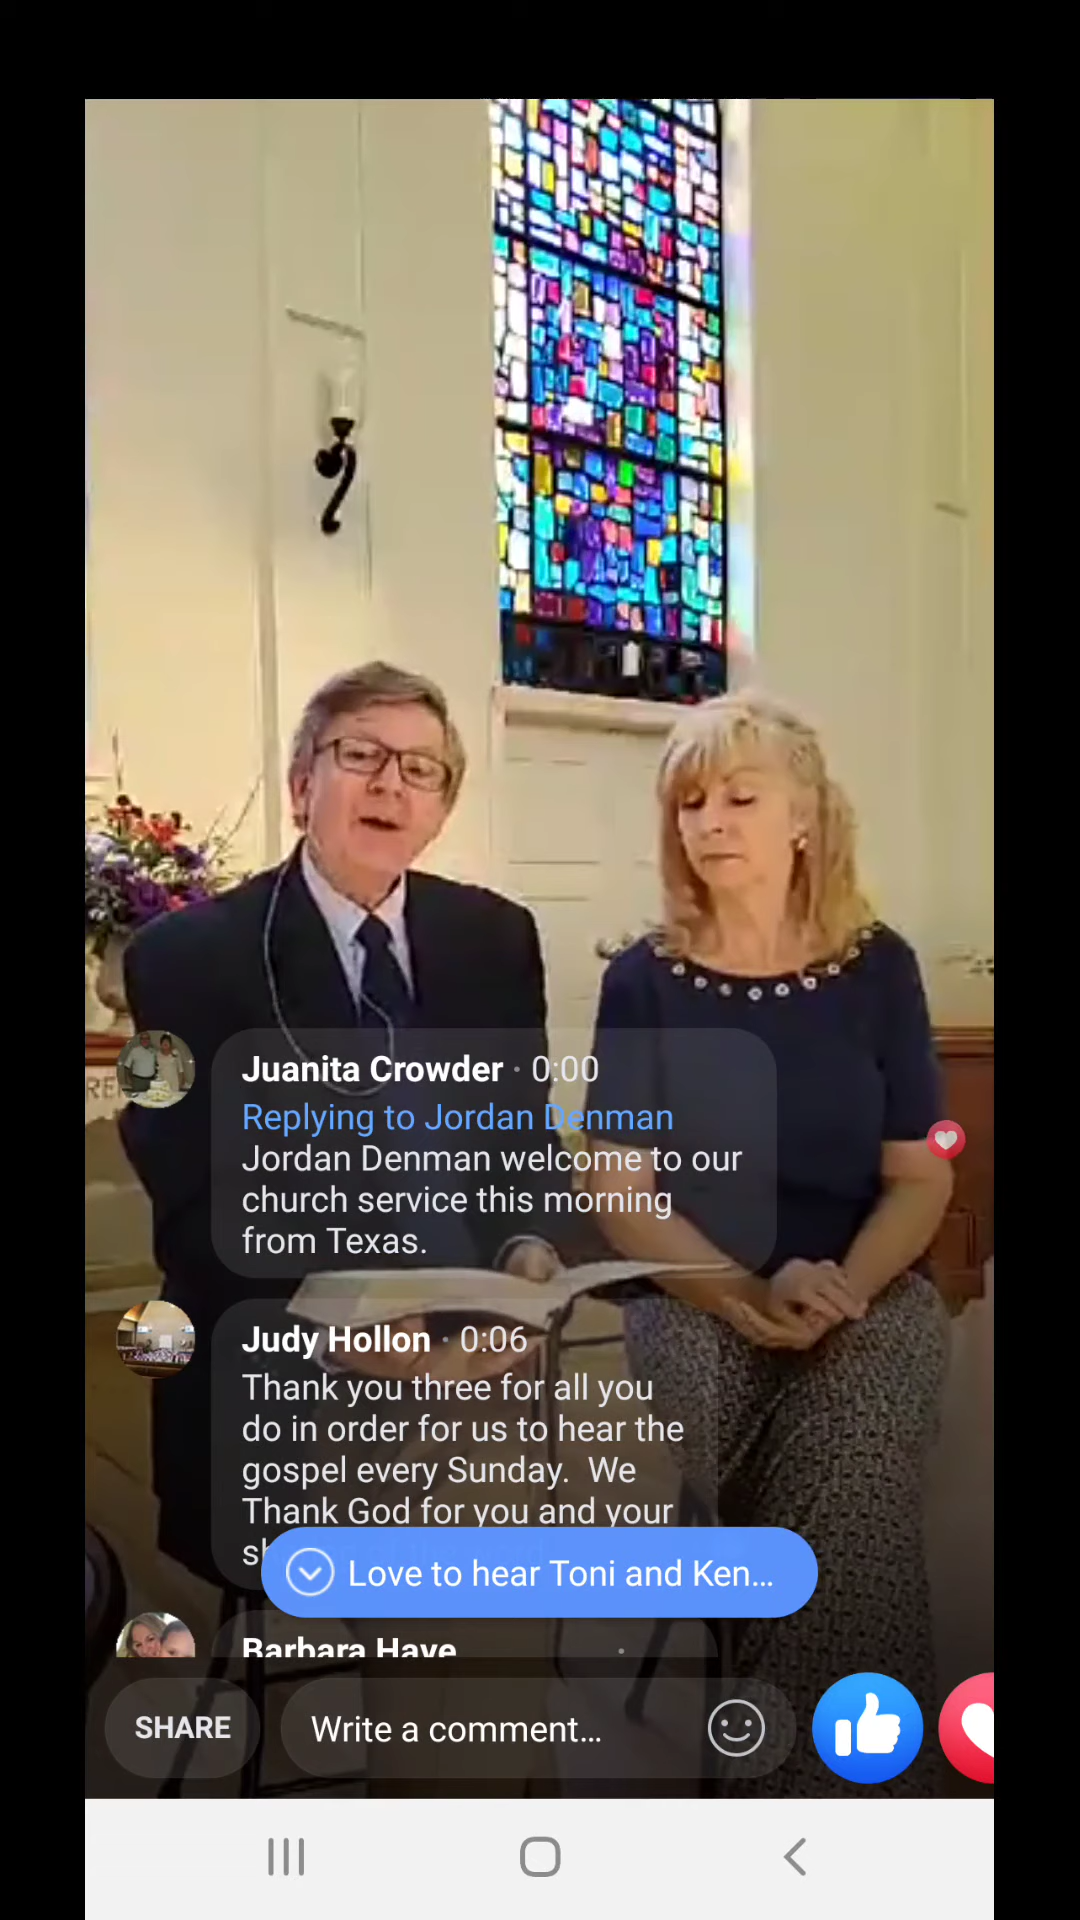 Juanita Crowder · 0:00
Replying to Jordan Denman
Jordan Denman welcome to our
church service this morning
from Texas.
Judy Hollon · 0:06
Thank you three for all you
do in order for us to hear the
gospel every Sunday.  We
Thank God for you and your
Love to hear Toni and Ken...
Barbara Haye
SHARE
Write a comment...